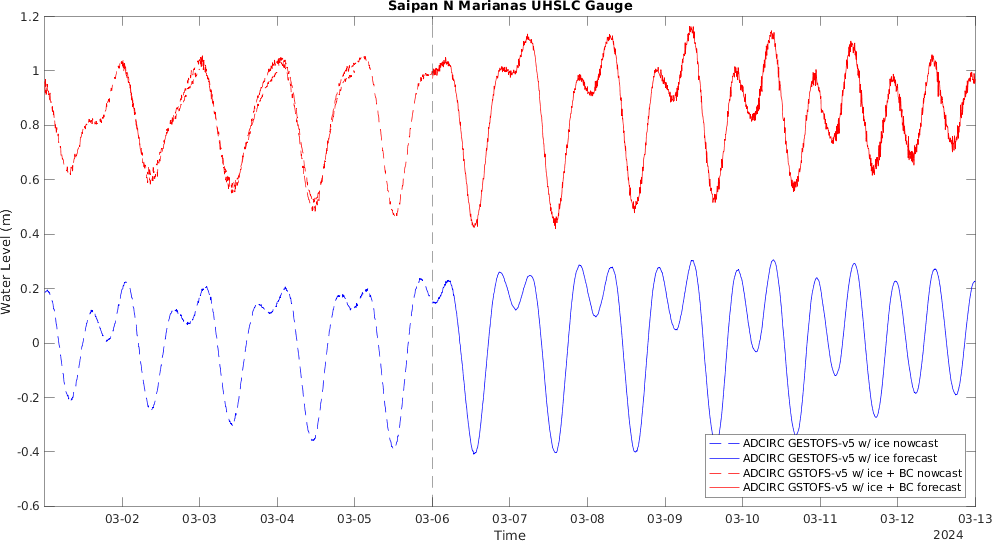 Saipan N Marianas UHSLC Gauge
1.2
1
0.8
0.6
0.4
0.2
0
-0.2
-0.4
-0.6
Water Level (m)
ADCIRC GESTOFS-v5 w/ ice nowcast
ADCIRC GESTOFS-v5 w/ ice forecast
ADCIRC GSTOFS-v5 w/ ice + BC nowcast
ADCIRC GSTOFS-v5 w/ ice + BC forecast
03-02 03-03 03-04 03-05 03-06 03-07 03-08 03-09 03-10 03-11 03-12 03-13
Time
2024